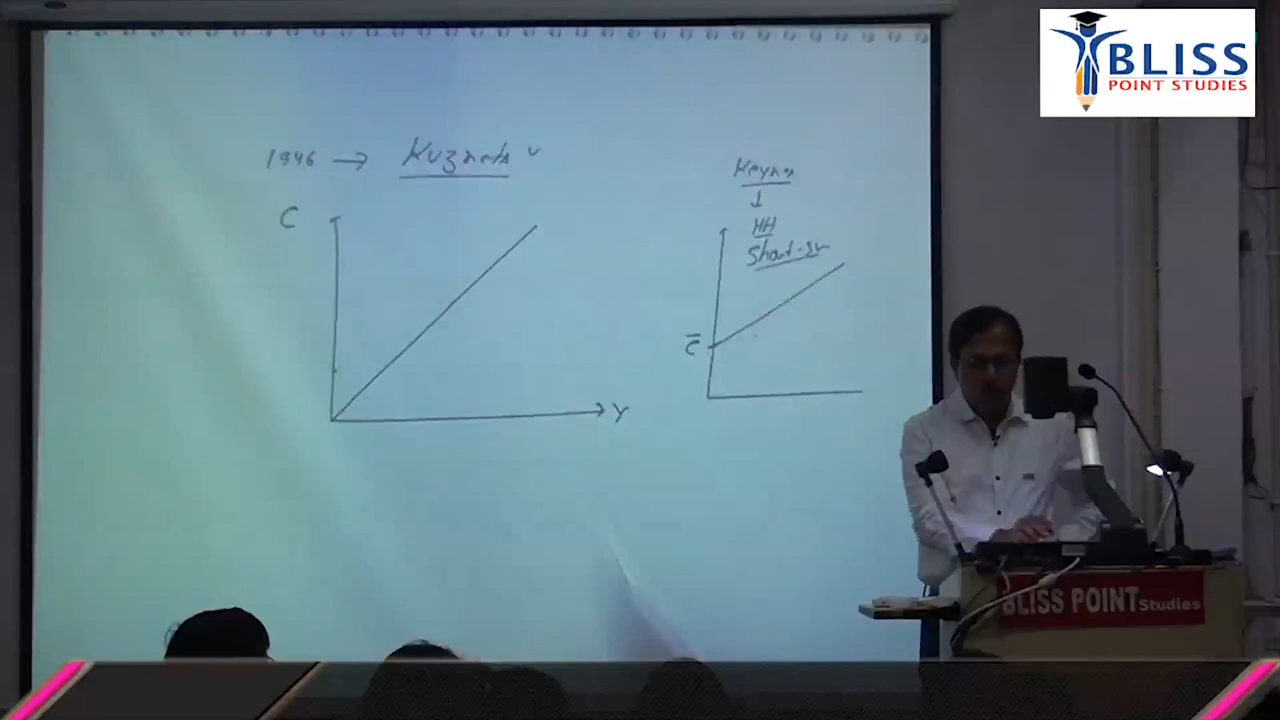 1946 → Kuznets
C
Y
Keynes
↓
HH
Short-run
C̄
BLISS
POINT STUDIES
BLISS POINT Studies